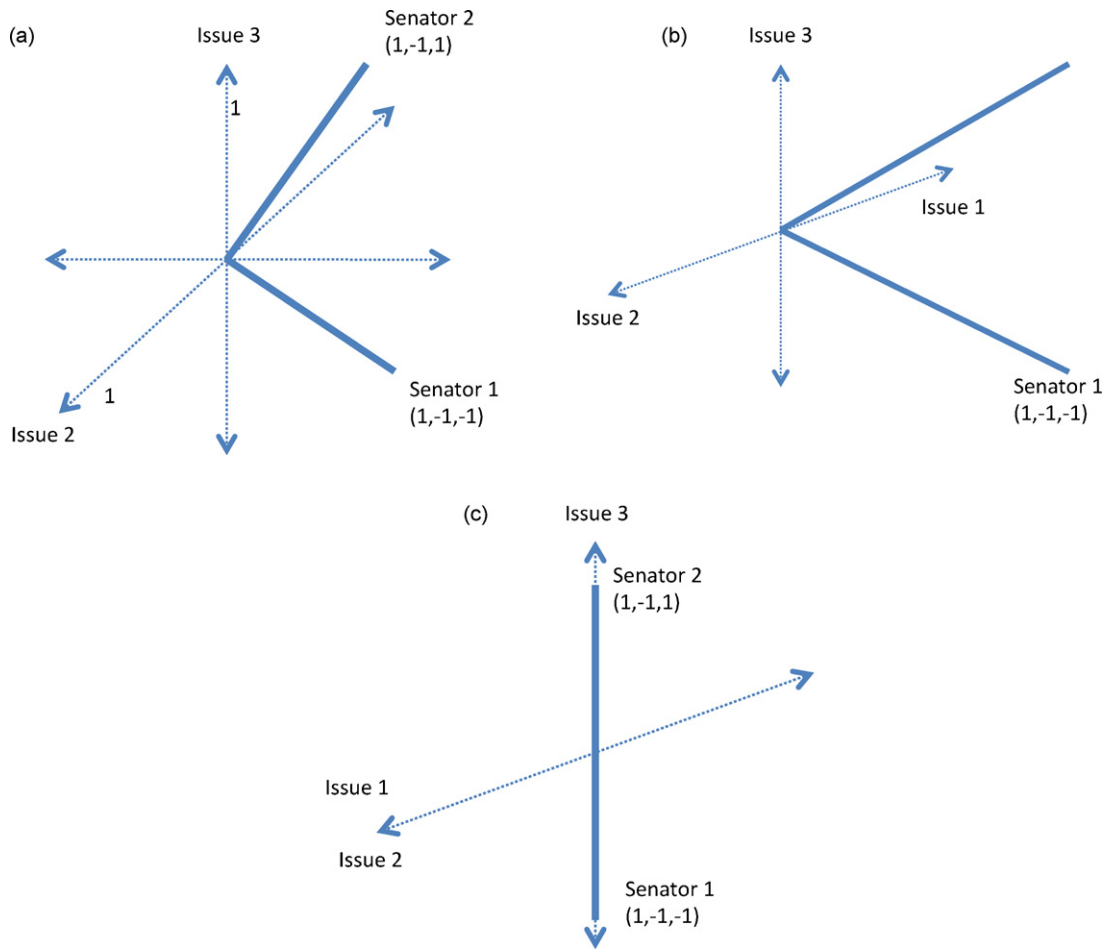 (a)
Issue 3
Senator 2
(1,-1,1)
1
1
Issue 2
Senator 1
(1,-1,-1)
(b)
Issue 3
Issue 1
Issue 2
Senator 1
(1,-1,-1)
(c)
Issue 3
Senator 2
(1,-1,1)
Issue 1
Issue 2
Senator 1
(1,-1,-1)